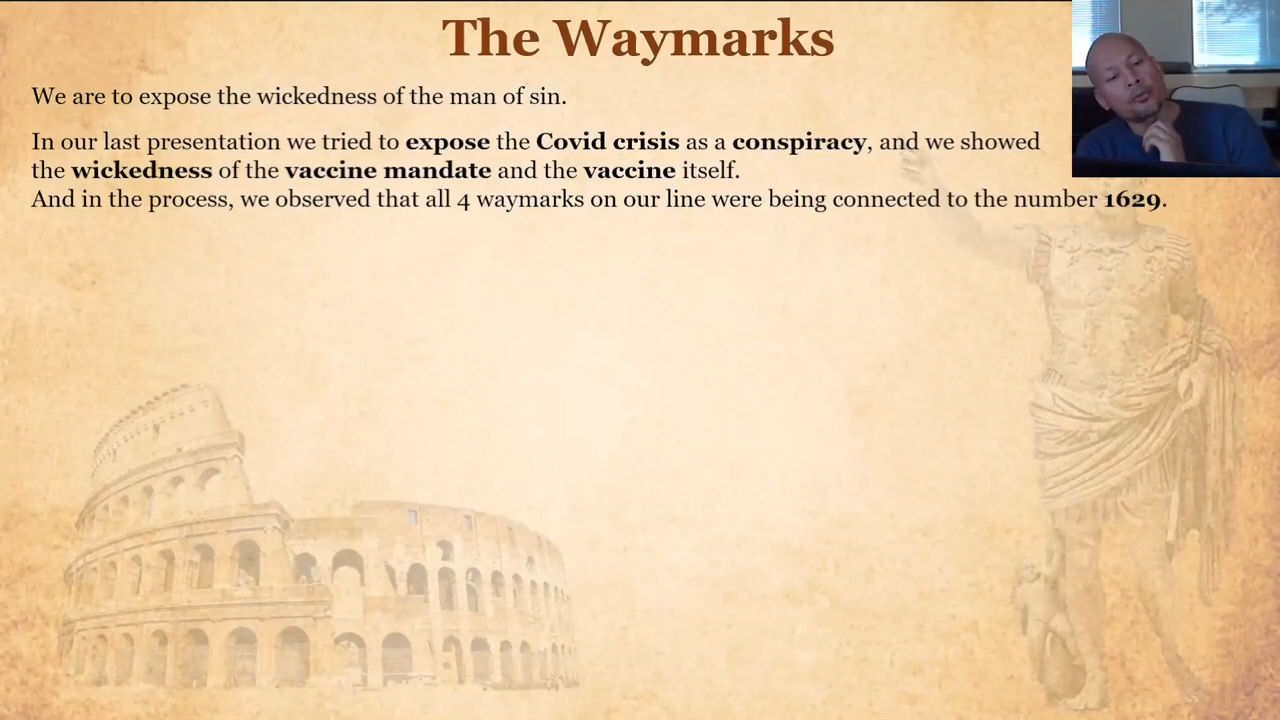 The Waymarks
We are to expose the wickedness of the man of sin.
In our last presentation we tried to expose the Covid crisis as a conspiracy, and we showed
the wickedness of the vaccine mandate and the vaccine itself.
And in the process, we observed that all 4 waymarks on our line were being connected to the number 1629.